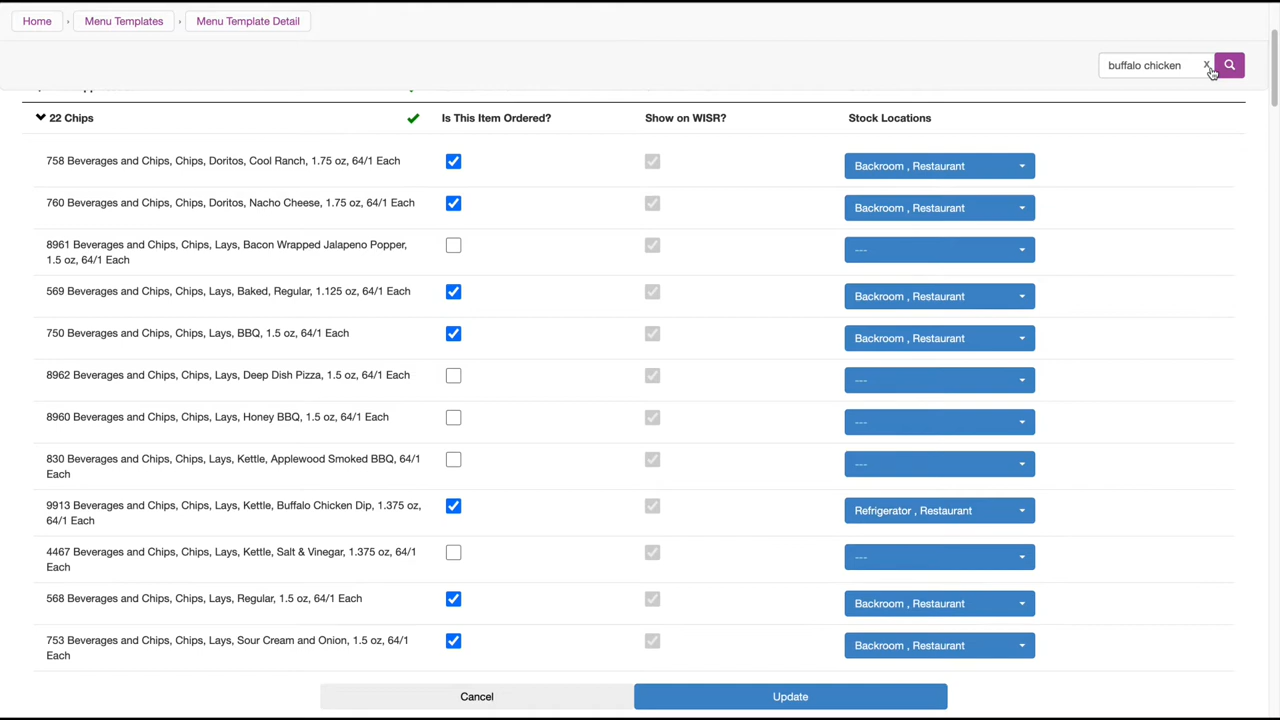 Home › Menu Templates › Menu Template Detail
buffalo chicken x
22 Chips Is This Item Ordered? Show on WISR? Stock Locations
758 Beverages and Chips, Chips, Doritos, Cool Ranch, 1.75 oz, 64/1 Each Backroom , Restaurant
760 Beverages and Chips, Chips, Doritos, Nacho Cheese, 1.75 oz, 64/1 Each Backroom , Restaurant
8961 Beverages and Chips, Chips, Lays, Bacon Wrapped Jalapeno Popper, ---
1.5 oz, 64/1 Each
569 Beverages and Chips, Chips, Lays, Baked, Regular, 1.125 oz, 64/1 Each Backroom , Restaurant
750 Beverages and Chips, Chips, Lays, BBQ, 1.5 oz, 64/1 Each Backroom , Restaurant
8962 Beverages and Chips, Chips, Lays, Deep Dish Pizza, 1.5 oz, 64/1 Each ---
8960 Beverages and Chips, Chips, Lays, Honey BBQ, 1.5 oz, 64/1 Each ---
830 Beverages and Chips, Chips, Lays, Kettle, Applewood Smoked BBQ, 64/1 ---
Each
9913 Beverages and Chips, Chips, Lays, Kettle, Buffalo Chicken Dip, 1.375 oz, Refrigerator , Restaurant
64/1 Each
4467 Beverages and Chips, Chips, Lays, Kettle, Salt & Vinegar, 1.375 oz, 64/1 ---
Each
568 Beverages and Chips, Chips, Lays, Regular, 1.5 oz, 64/1 Each Backroom , Restaurant
753 Beverages and Chips, Chips, Lays, Sour Cream and Onion, 1.5 oz, 64/1 Backroom , Restaurant
Each
Cancel Update